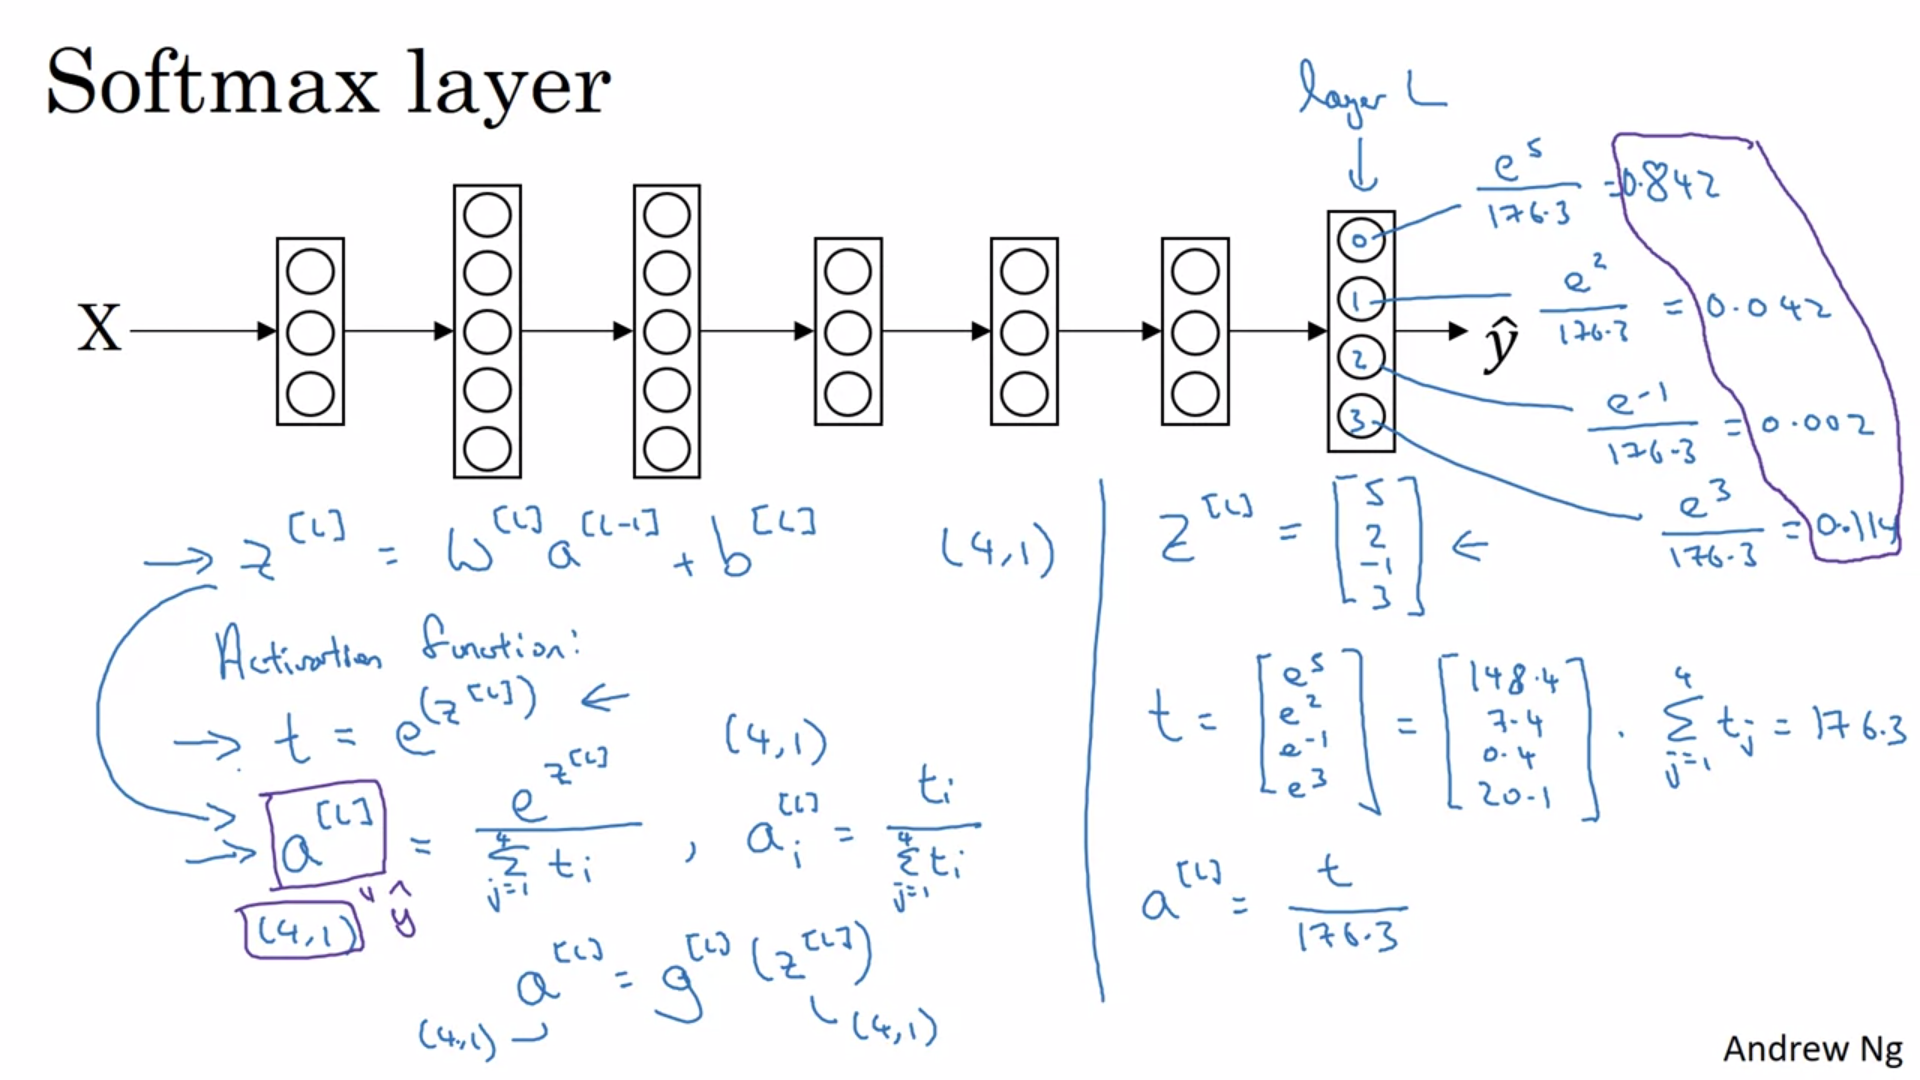 Softmax layer
layer L
X
0
1
2
3
ŷ
e^5 / 176.3 = 0.842
e^2 / 176.3 = 0.042
e^-1 / 176.3 = 0.002
e^3 / 176.3 = 0.114
→ z^[L] = W^[L] a^[L-1] + b^[L] (4,1)
Activation function:
→ t = e^(z^[L]) ← (4,1)
→ a^[L] = e^z^[L] / ∑_{j=1}^4 t_i , a_i^[L] = t_i / ∑_{j=1}^4 t_i
(4,1) ŷ
a^[L] = g^[L] (z^[L])
(4,1) (4,1)
z^[L] = [5 2 -1 3] ←
t = [e^5 e^2 e^-1 e^3] = [148.4 7.4 0.4 20.1] . ∑_{j=1}^4 t_j = 176.3
a^[L] = t / 176.3
Andrew Ng